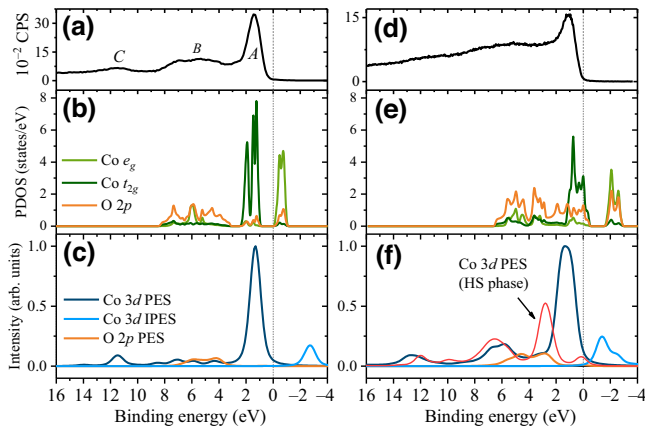 (a)
(d)
10⁻² CPS
30
15
0
C
B
A
15
10
5
0
(b)
(e)
PDOS (states/eV)
8
6
4
2
0
Co e_g
Co t_2g
O 2p
8
6
4
2
0
(c)
(f)
Intensity (arb. units)
1.0
0.5
0.0
Co 3d PES
Co 3d IPES
O 2p PES
1.0
0.5
0.0
Co 3d PES
(HS phase)
16 14 12 10 8 6 4 2 0 −2 −4
16 14 12 10 8 6 4 2 0 −2 −4
Binding energy (eV)
Binding energy (eV)